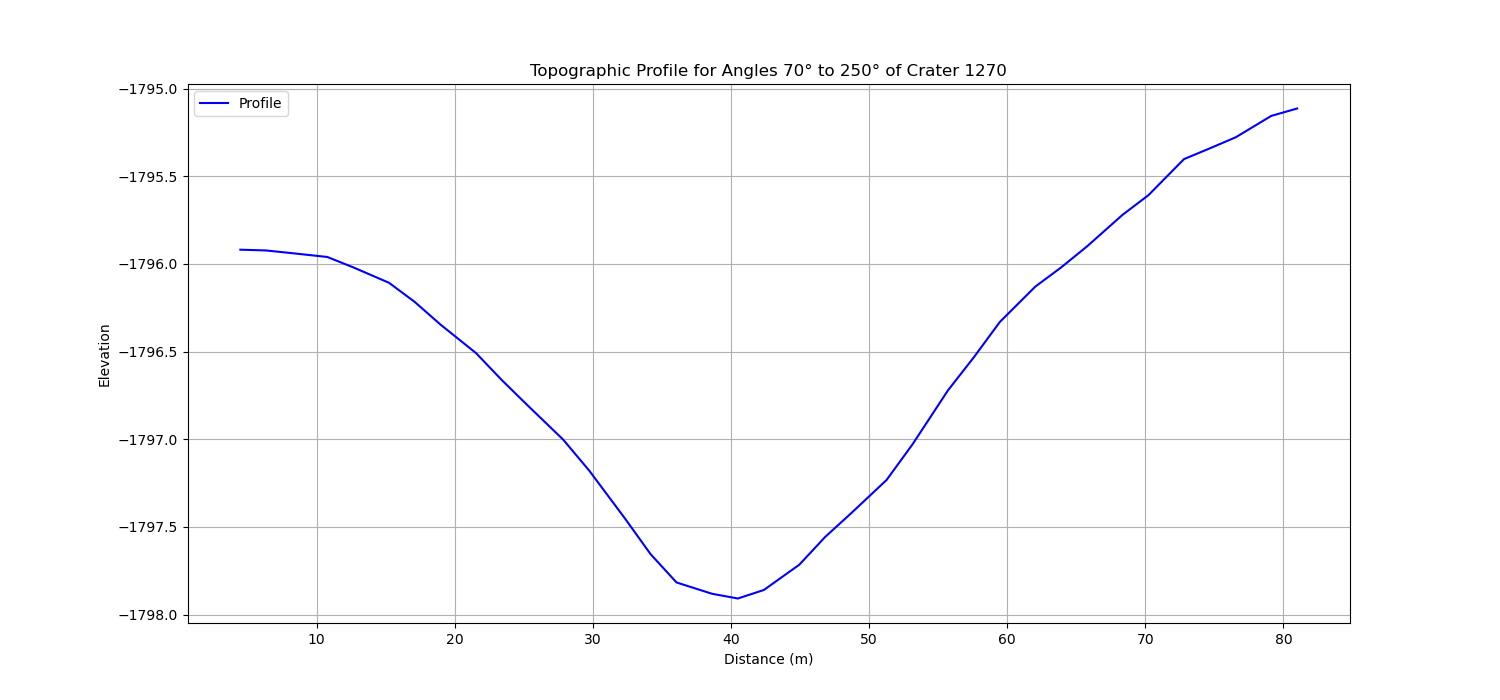 Topographic Profile for Angles 70° to 250° of Crater 1270
Profile
−1795.0
−1795.5
−1796.0
−1796.5
−1797.0
−1797.5
−1798.0
Elevation
10 20 30 40 50 60 70 80
Distance (m)